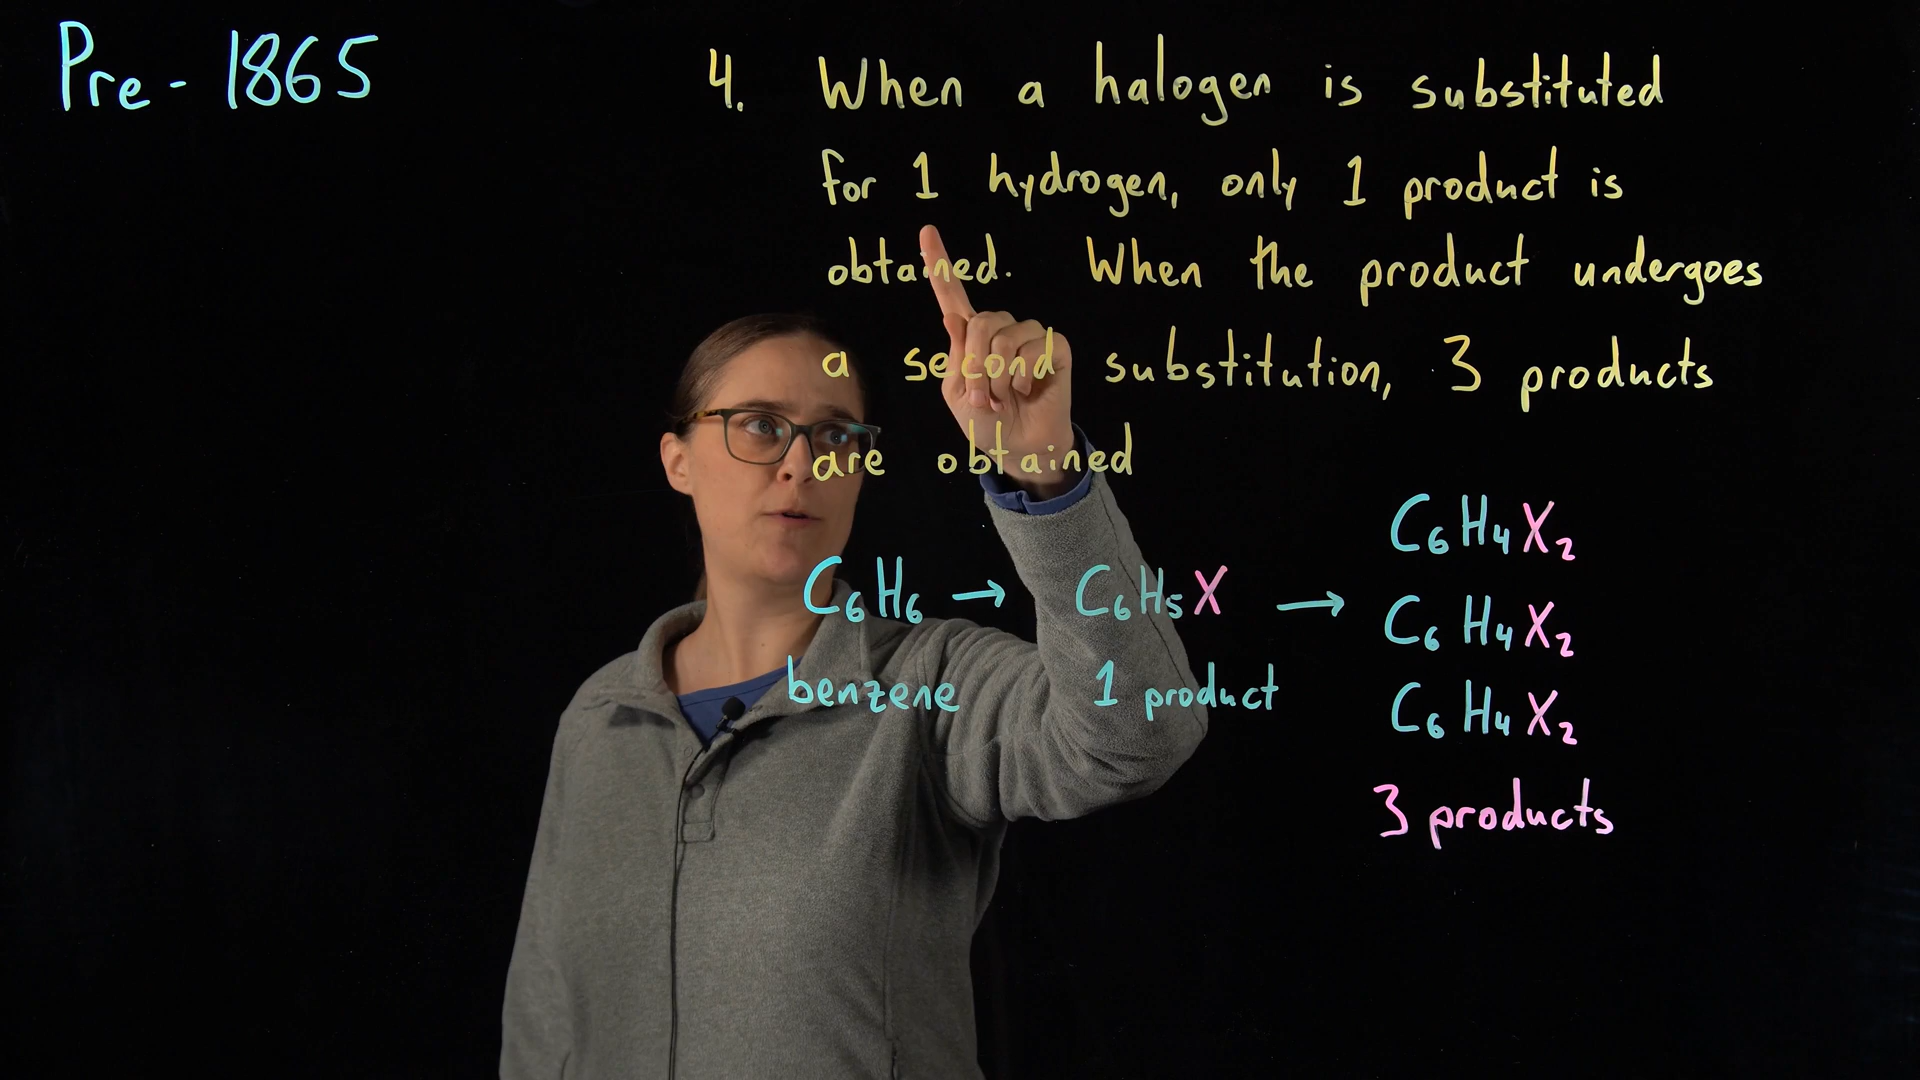 Pre - 1865
4. When a halogen is substituted
for 1 hydrogen, only 1 product is
obtained. When the product undergoes
a second substitution, 3 products
are obtained
C₆H₆ → C₆H₅X →
benzene 1 product
C₆H₄X₂
C₆H₄X₂
C₆H₄X₂
3 products